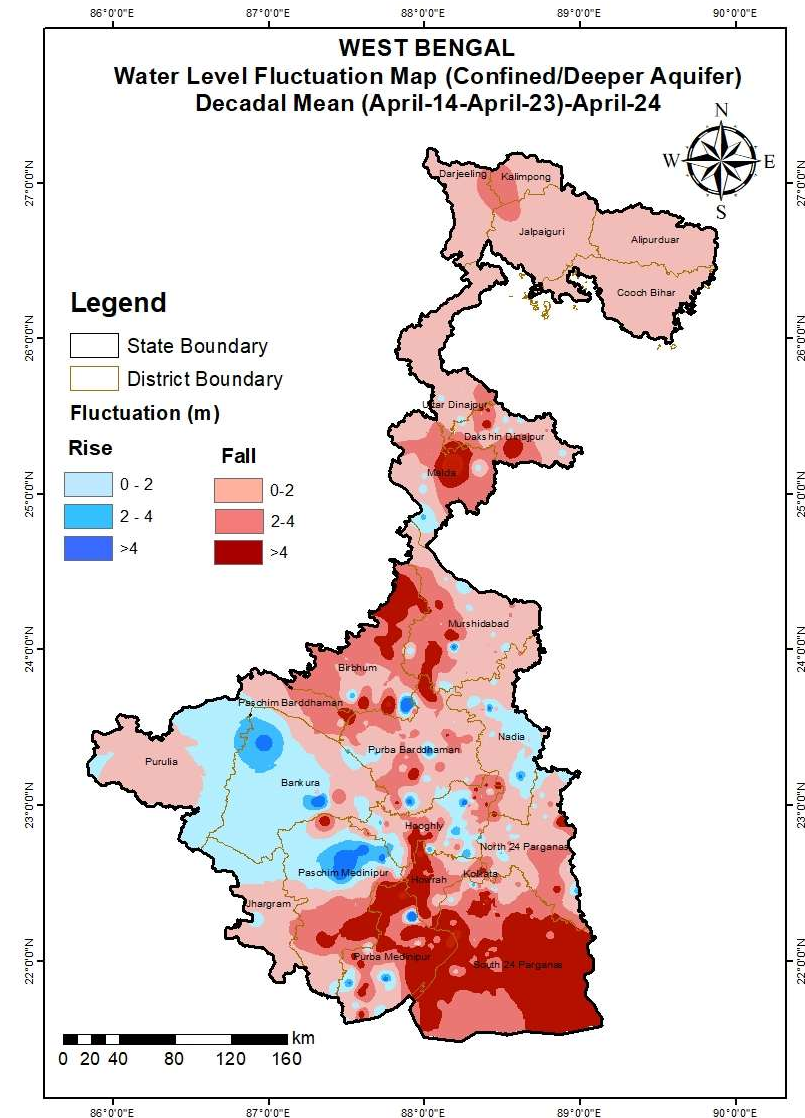 86°0'0"E 87°0'0"E 88°0'0"E 89°0'0"E 90°0'0"E
WEST BENGAL
Water Level Fluctuation Map (Confined/Deeper Aquifer)
Decadal Mean (April-14-April-23)-April-24
N
W E
S
27°0'0"N 27°0'0"N
Darjeeling Kalimpong
Jalpaiguri
Alipurduar
Cooch Bihar
Legend
State Boundary
District Boundary
Fluctuation (m)
Rise Fall
0 - 2 0-2
2 - 4 2-4
>4 >4
26°0'0"N 26°0'0"N
Uttar Dinajpur
Dakshin Dinajpur
Malda
25°0'0"N 25°0'0"N
Murshidabad
24°0'0"N 24°0'0"N
Birbhum
Paschim Barddhaman
Nadia
Purba Barddhaman
Purulia
Bankura
23°0'0"N 23°0'0"N
Hooghly
North 24 Parganas
Paschim Medinipur
Howrah
Kolkata
Jhargram
22°0'0"N 22°0'0"N
Purba Medinipur
South 24 Parganas
km
0 20 40 80 120 160
86°0'0"E 87°0'0"E 88°0'0"E 89°0'0"E 90°0'0"E